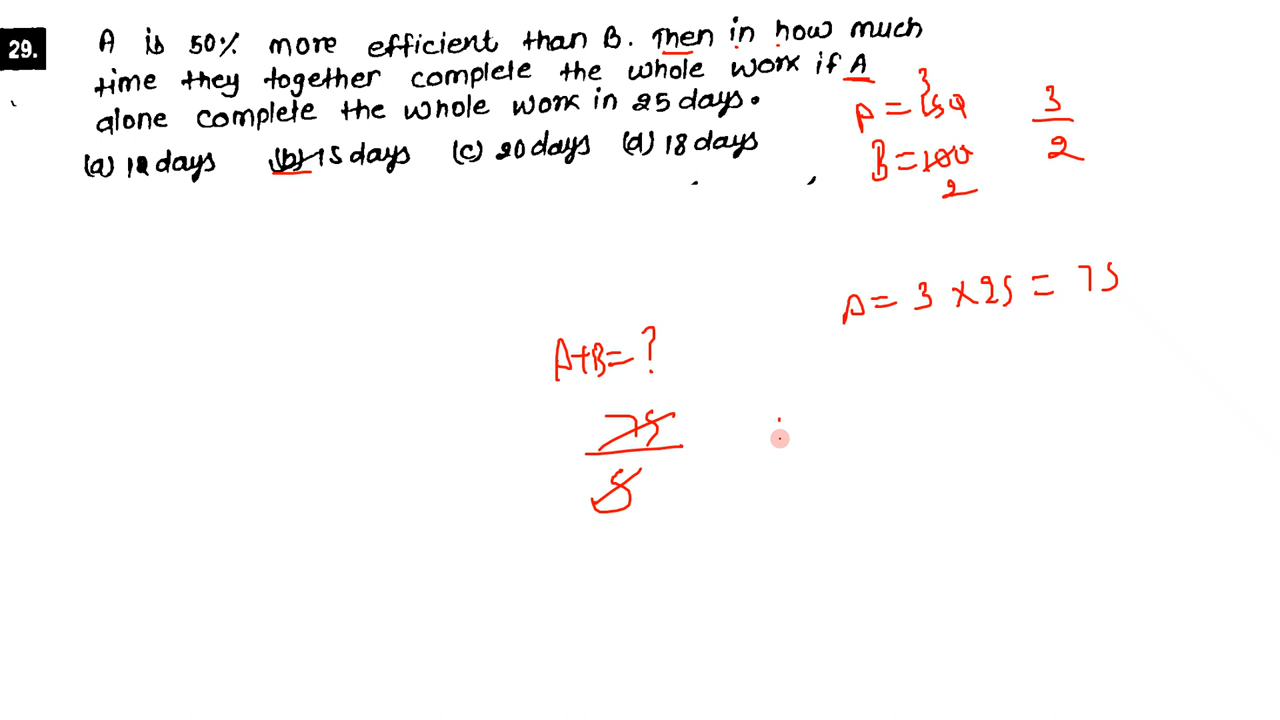 29.
A is 50% more efficient than B. Then in how much
time they together complete the whole work if A
alone complete the whole work in 25 days.
(a) 12 days (b) 15 days (c) 20 days (d) 18 days
A = 150 3
B = 100 2
3
2
A = 3 × 25 = 75
A+B = ?
75
5